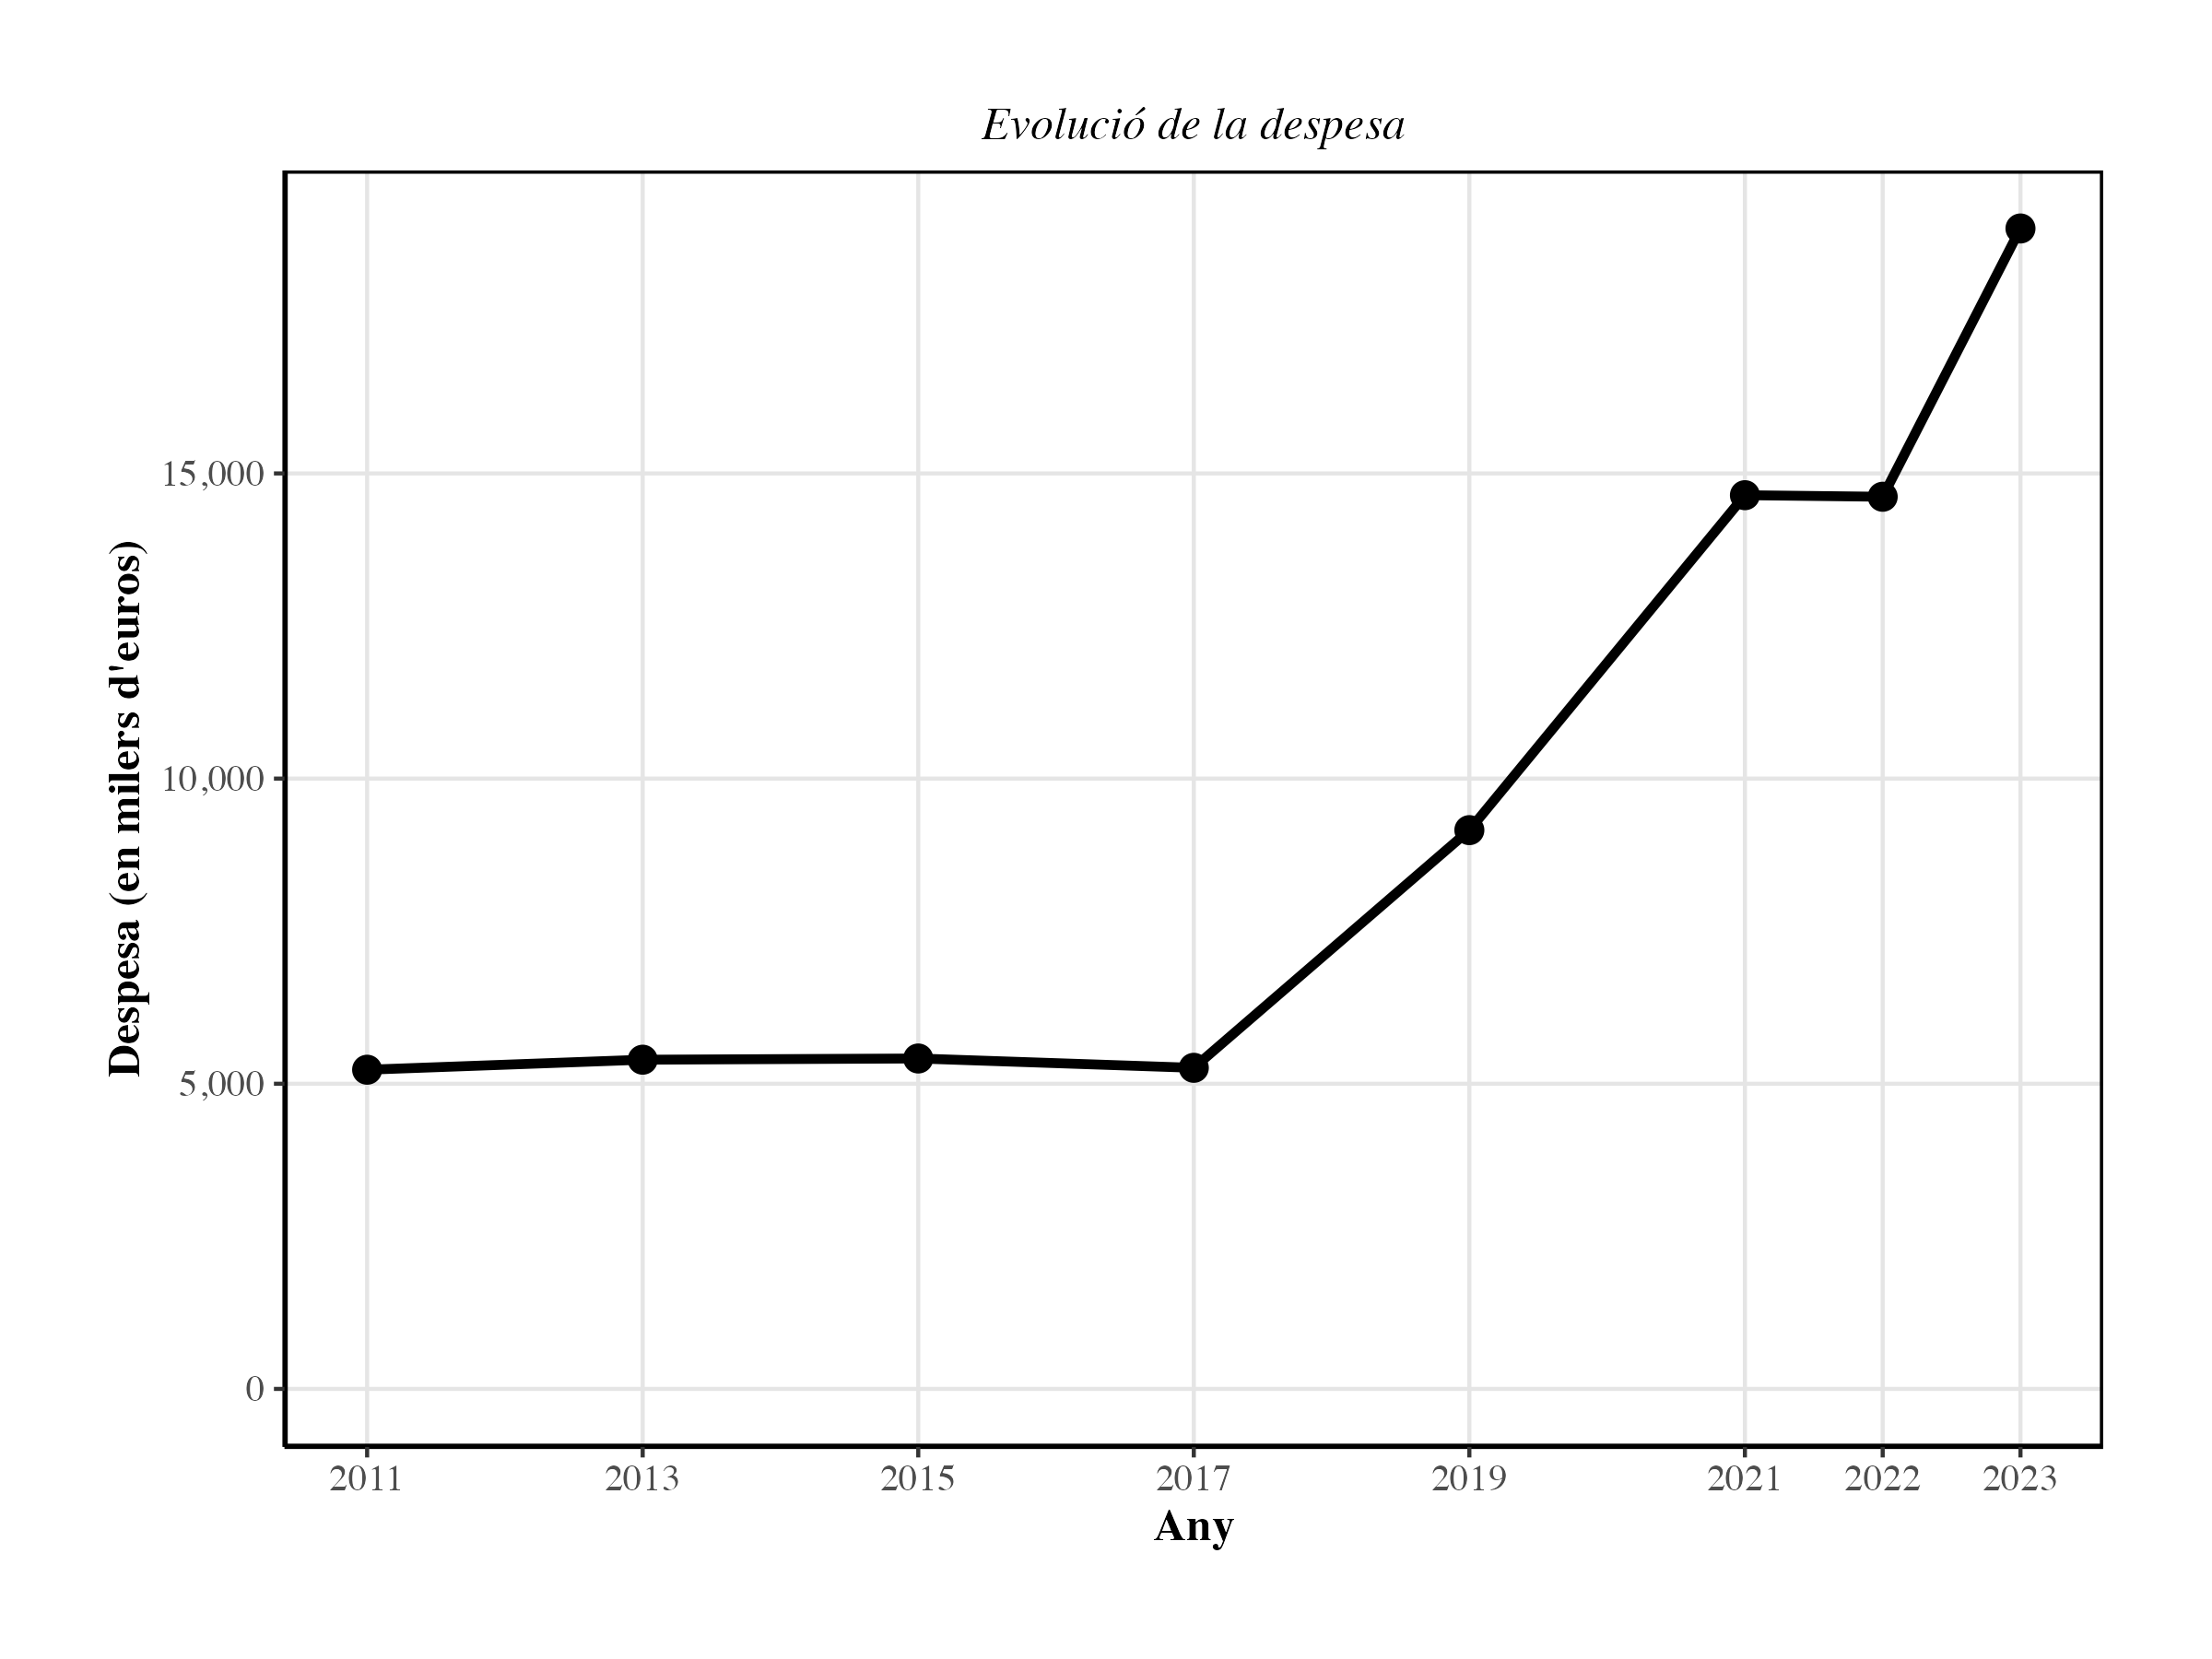 Evolució de la despesa
Despesa (en milers d'euros)
15,000
10,000
5,000
0
2011 2013 2015 2017 2019 2021 2022 2023
Any